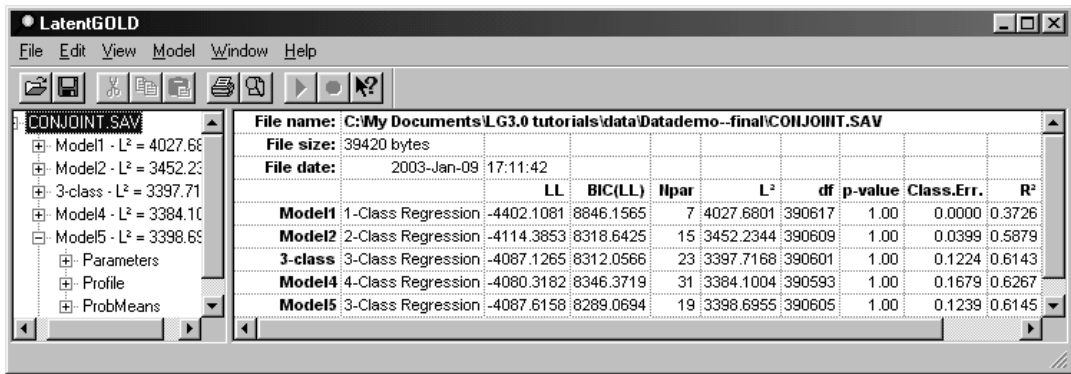 LatentGOLD
File Edit View Model Window Help
CONJOINT.SAV
Model1 - L² = 4027.68
Model2 - L² = 3452.23
3-class - L² = 3397.71
Model4 - L² = 3384.10
Model5 - L² = 3398.69
Parameters
Profile
ProbMeans
File name: C:\My Documents\LG3.0 tutorials\data\Datademo--final\CONJOINT.SAV
File size: 39420 bytes
File date: 2003-Jan-09 17:11:42
LL BIC(LL) Npar L² df p-value Class.Err. R²
Model1 1-Class Regression -4402.1081 8846.1565 7 4027.6801 390617 1.00 0.0000 0.3726
Model2 2-Class Regression -4114.3853 8318.6425 15 3452.2344 390609 1.00 0.0399 0.5879
3-class 3-Class Regression -4087.1265 8312.0566 23 3397.7168 390601 1.00 0.1224 0.6143
Model4 4-Class Regression -4080.3182 8346.3719 31 3384.1004 390593 1.00 0.1679 0.6267
Model5 3-Class Regression -4087.6158 8289.0694 19 3398.6955 390605 1.00 0.1239 0.6145